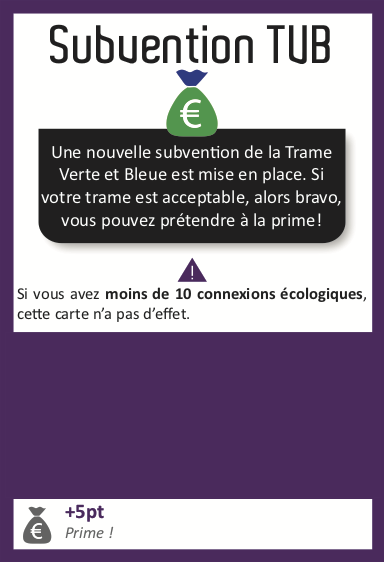 Subvention TUB
€
Une nouvelle subvention de la Trame
Verte et Bleue est mise en place. Si
votre trame est acceptable, alors bravo,
vous pouvez prétendre à la prime!
!
Si vous avez moins de 10 connexions écologiques,
cette carte n’a pas d’effet.
€
+5pt
Prime !